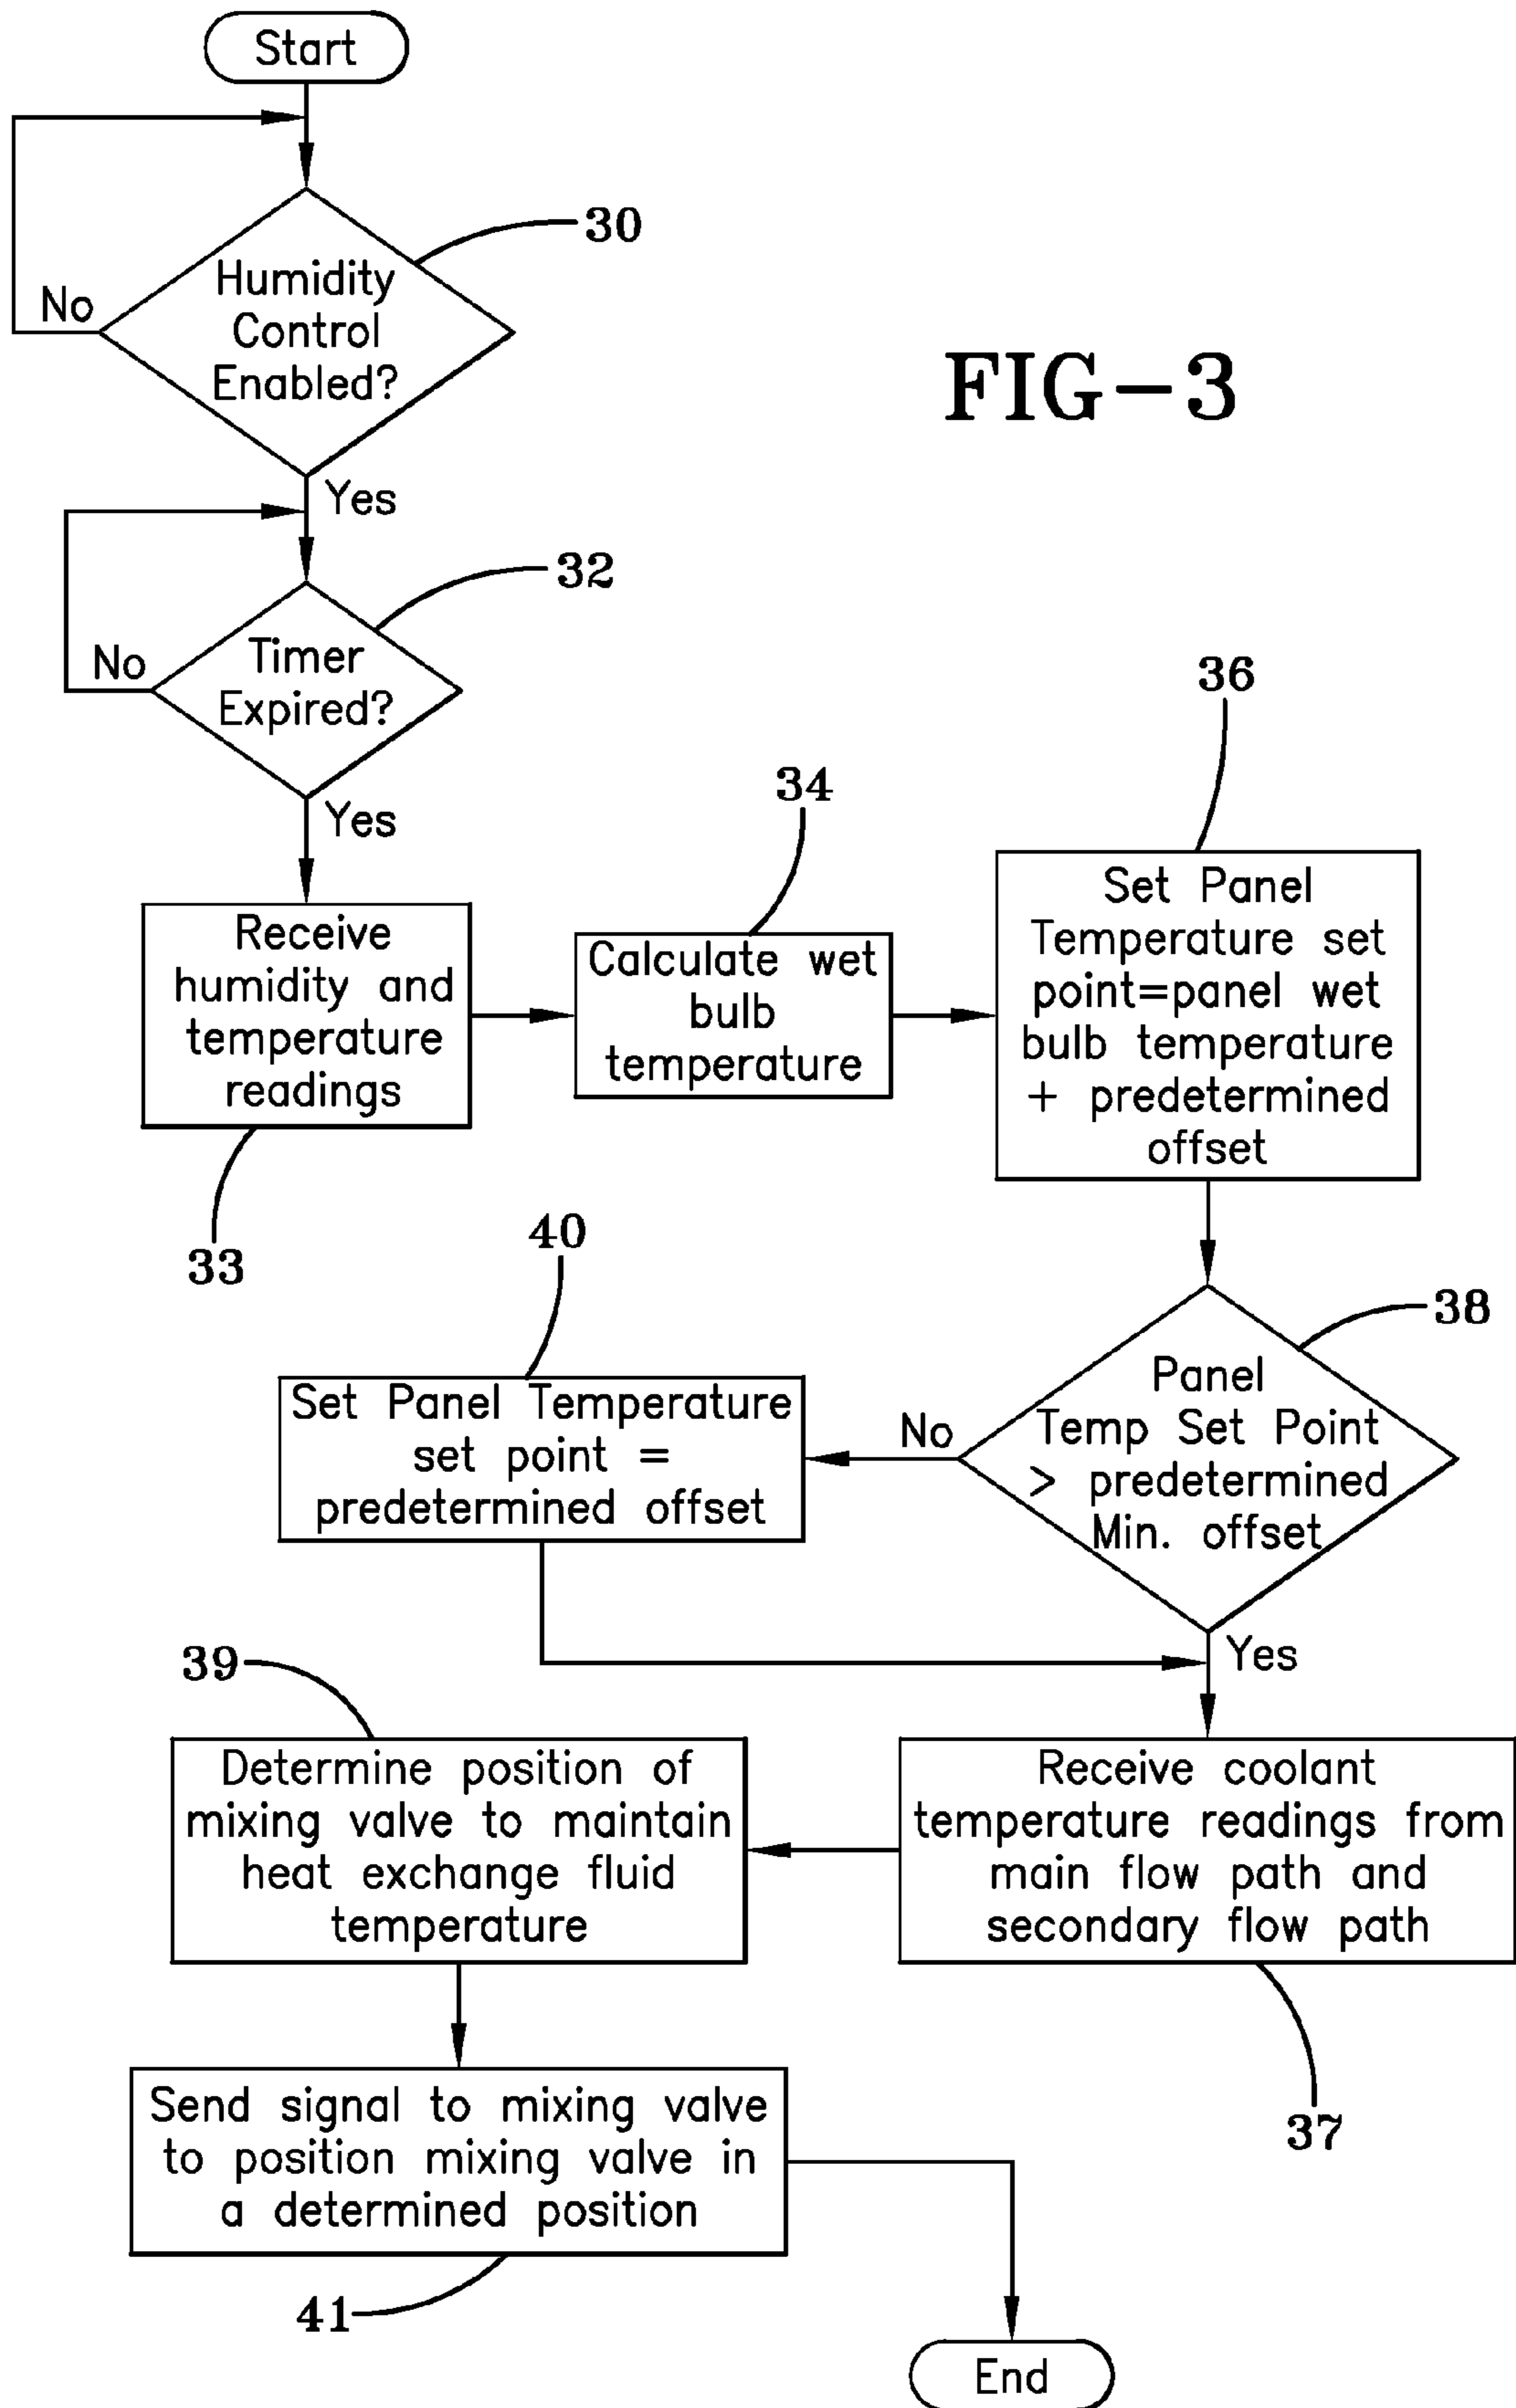 Start
30
Humidity
Control
Enabled?
No
FIG-3
Yes
32
Timer
Expired?
No
Yes
36
34
Receive
humidity and
temperature
readings
33
Calculate wet
bulb
temperature
Set Panel
Temperature set
point=panel wet
bulb temperature
+ predetermined
offset
40
38
Panel
Temp Set Point
> predetermined
Min. offset
No
Set Panel Temperature
set point =
predetermined offset
Yes
39
Determine position of
mixing valve to maintain
heat exchange fluid
temperature
Receive coolant
temperature readings from
main flow path and
secondary flow path
37
Send signal to mixing valve
to position mixing valve in
a determined position
41
End